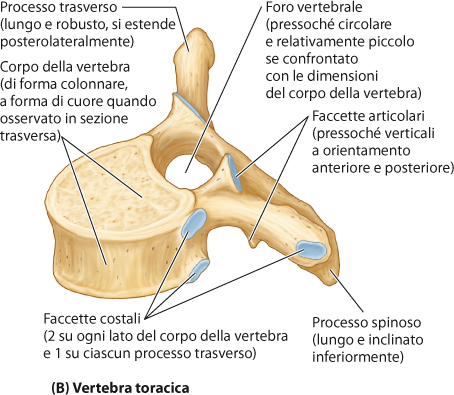 Processo trasverso
(lungo e robusto, si estende
posterolateralmente)
Corpo della vertebra
(di forma colonnare,
a forma di cuore quando
osservato in sezione
trasversa)
Foro vertebrale
(pressoché circolare
e relativamente piccolo
se confrontato
con le dimensioni
del corpo della vertebra)
Faccette articolari
(pressoché verticali
a orientamento
anteriore e posteriore)
Faccette costali
(2 su ogni lato del corpo della vertebra
e 1 su ciascun processo trasverso)
Processo spinoso
(lungo e inclinato
inferiormente)
(B) Vertebra toracica